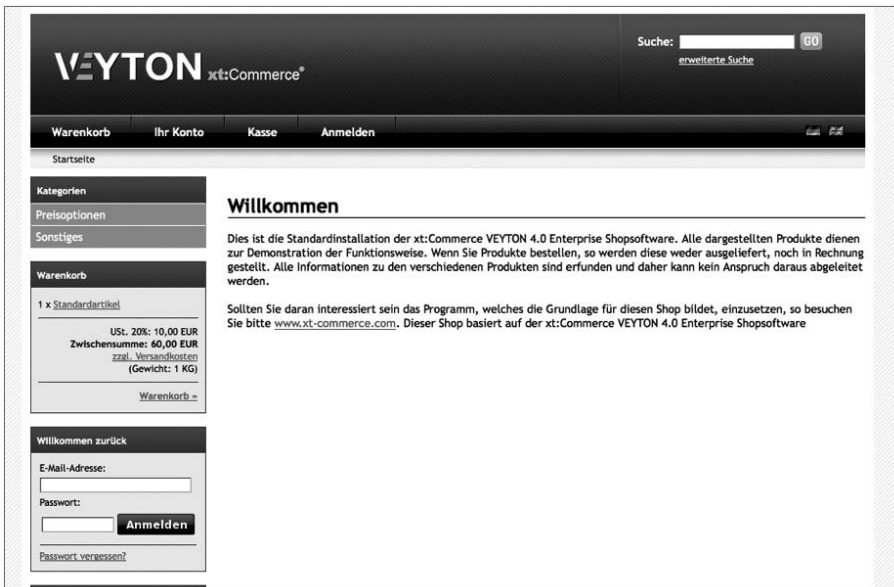 Suche: GO
erweiterte Suche
VEYTON xt:Commerce®
Warenkorb Ihr Konto Kasse Anmelden
Startseite
Kategorien
Preisoptionen
Sonstiges
Warenkorb
1 x Standardartikel
USt. 20%: 10,00 EUR
Zwischensumme: 60,00 EUR
zzgl. Versandkosten
(Gewicht: 1 KG)
Warenkorb »
Willkommen zurück
E-Mail-Adresse:
Passwort:
Anmelden
Passwort vergessen?
Willkommen
Dies ist die Standardinstallation der xt:Commerce VEYTON 4.0 Enterprise Shopsoftware. Alle dargestellten Produkte dienen
zur Demonstration der Funktionsweise. Wenn Sie Produkte bestellen, so werden diese weder ausgeliefert, noch in Rechnung
gestellt. Alle Informationen zu den verschiedenen Produkten sind erfunden und daher kann kein Anspruch daraus abgeleitet
werden.
Sollten Sie daran interessiert sein das Programm, welches die Grundlage für diesen Shop bildet, einzusetzen, so besuchen
Sie bitte www.xt-commerce.com. Dieser Shop basiert auf der xt:Commerce VEYTON 4.0 Enterprise Shopsoftware